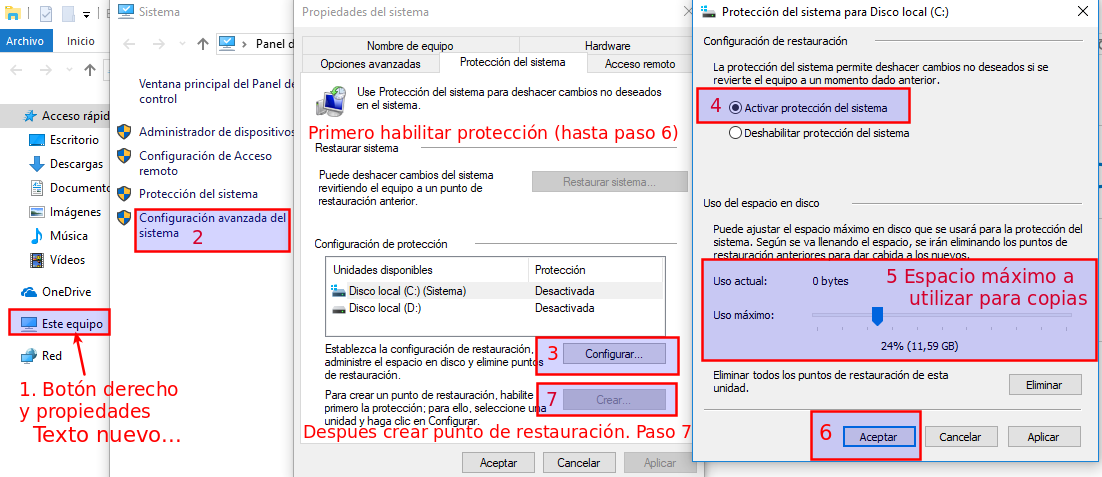 Archivo
Inicio
Acceso rápid
Escritorio
Descargas
Documento
Imágenes
Música
Vídeos
OneDrive
Este equipo
Red
1. Botón derecho
y propiedades
Texto nuevo...
Sistema
Panel d
Ventana principal del Panel de
control
Administrador de dispositivos
Configuración de Acceso
remoto
Protección del sistema
Configuración avanzada del
sistema
2
Propiedades del sistema
Nombre de equipo
Hardware
Opciones avanzadas
Protección del sistema
Acceso remoto
Use Protección del sistema para deshacer cambios no deseados
en el sistema.
Primero habilitar protección (hasta paso 6)
Restaurar sistema
Puede deshacer cambios del sistema
revirtiendo el equipo a un punto de
restauración anterior.
Restaurar sistema...
Configuración de protección
Unidades disponibles
Protección
Disco local (C:) (Sistema)
Desactivada
Disco local (D:)
Desactivada
Establezca la configuración de restauración,
administre el espacio en disco y elimine puntos
de restauración.
3
Configurar...
Para crear un punto de restauración, habilite
primero la protección; para ello, seleccione una
unidad y haga clic en Configurar.
7
Crear...
Despues crear punto de restauración. Paso 7
Aceptar
Cancelar
Aplicar
Protección del sistema para Disco local (C:)
Configuración de restauración
La protección del sistema permite deshacer cambios no deseados si se
revierte el equipo a un momento dado anterior.
4
Activar protección del sistema
Deshabilitar protección del sistema
Uso del espacio en disco
Puede ajustar el espacio máximo en disco que se usará para la protección del
sistema. Según se va llenando el espacio, se irán eliminando los puntos de
restauración anteriores para dar cabida a los nuevos.
Uso actual:
0 bytes
5 Espacio máximo a
utilizar para copias
Uso máximo:
24% (11,59 GB)
Eliminar todos los puntos de restauración de esta
unidad.
Eliminar
6
Aceptar
Cancelar
Aplicar